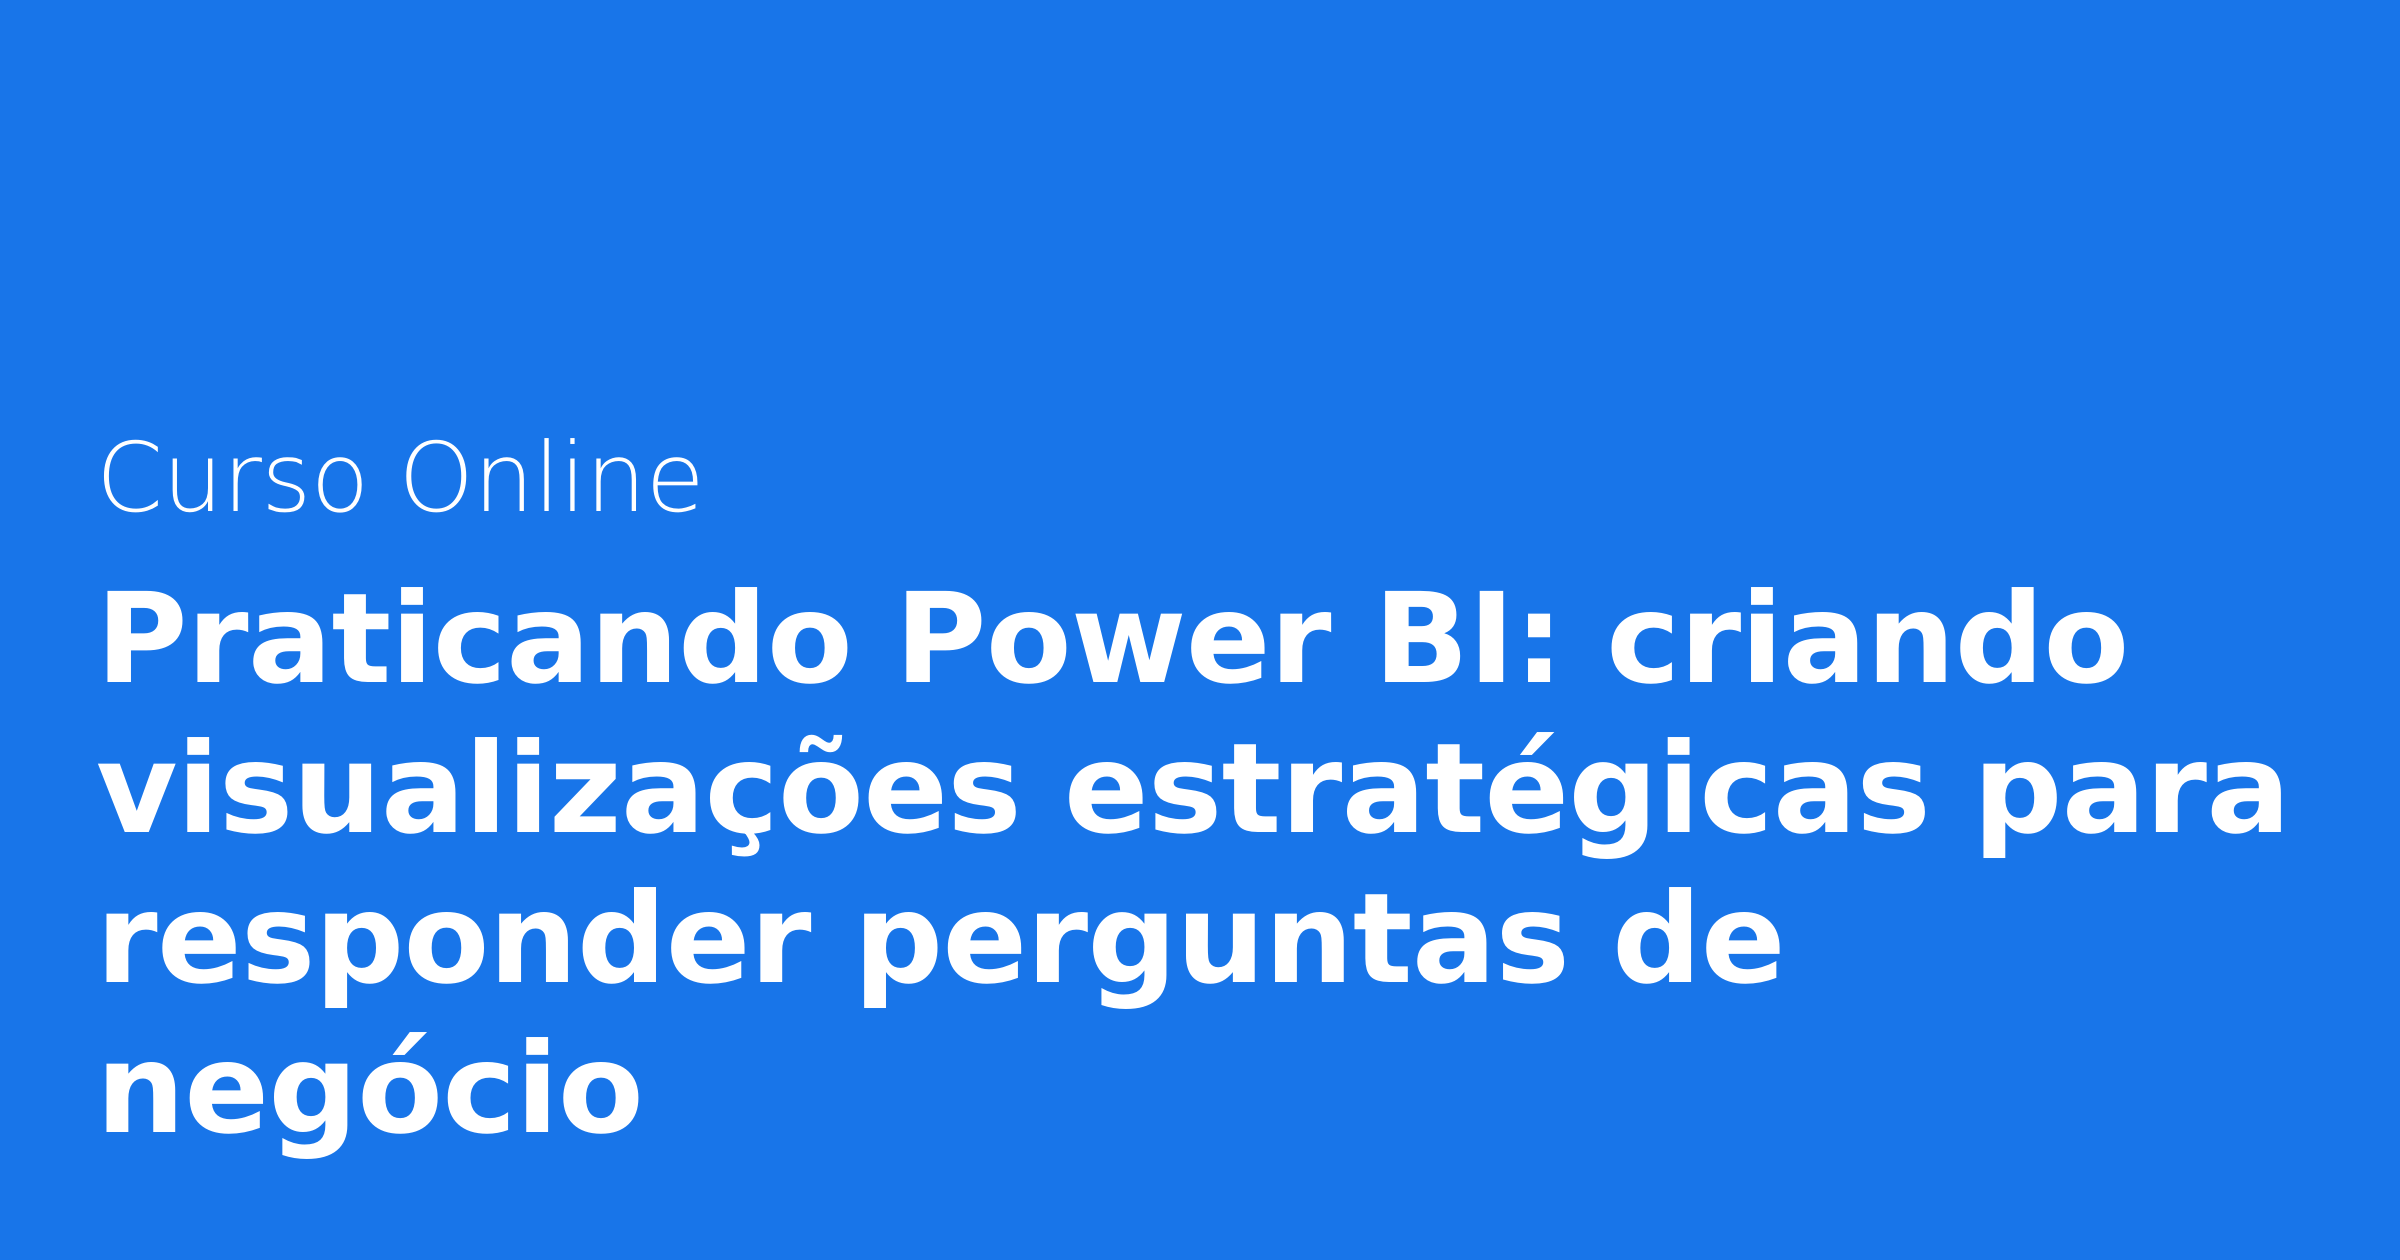 Curso Online
Praticando Power BI: criando
visualizações estratégicas para
responder perguntas de
negócio